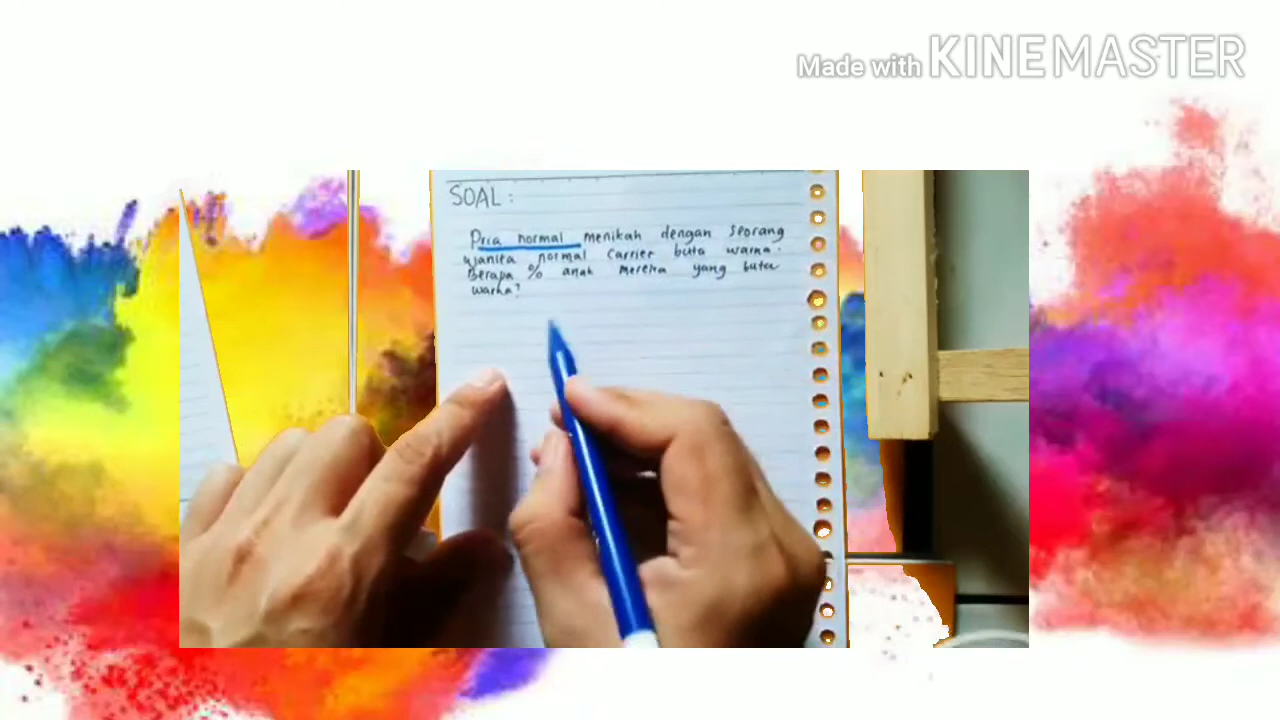 Made with KINEMASTER
SOAL :
Pria normal menikah dengan seorang
wanita normal carrier buta warna.
Berapa % anak mereka yang buta
warna?